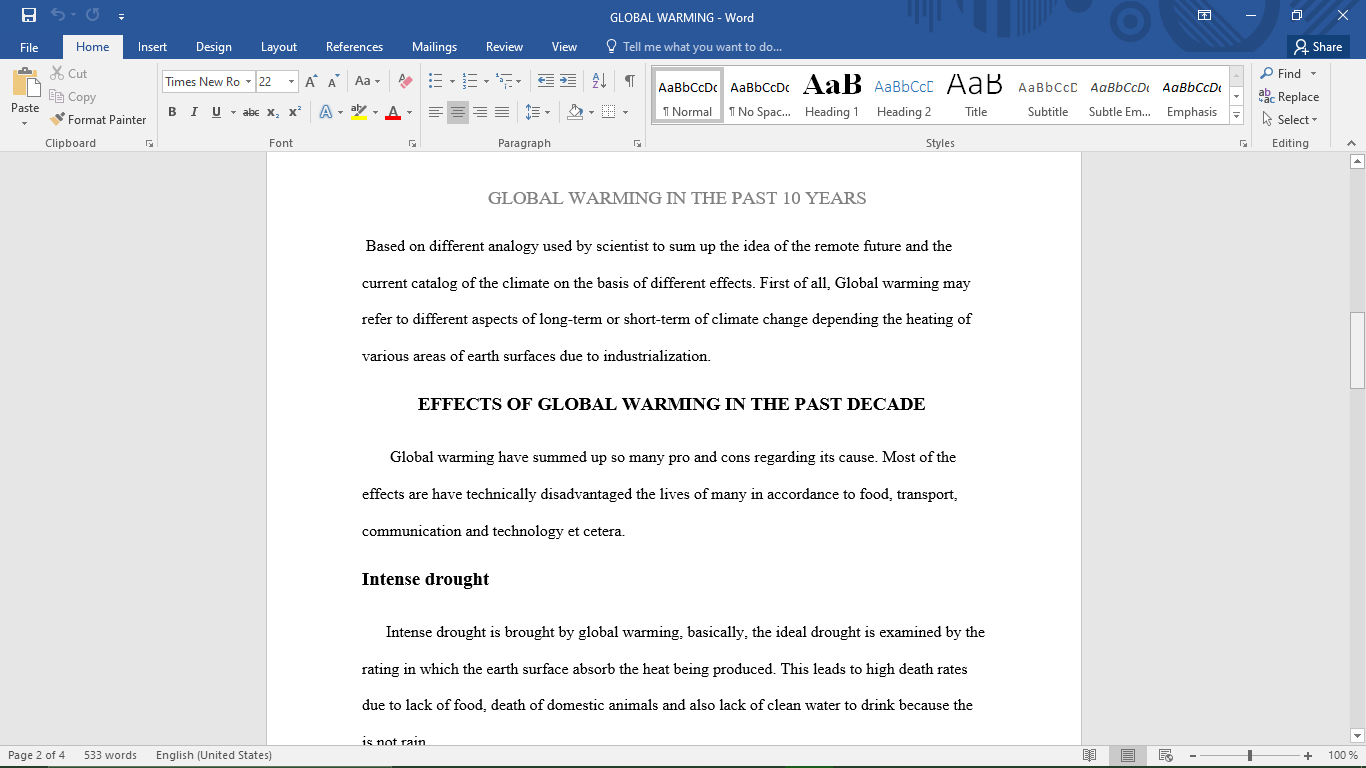 GLOBAL WARMING - Word
File Home Insert Design Layout References Mailings Review View Tell me what you want to do... Share
Paste
Cut
Copy
Format Painter
Clipboard
Times New Ro 22 Aa
B I U abc x₂ x² A A
Font
Paragraph
AaBbCcDc AaBbCcDc AaB AaBbCcD AaB AaBbCcD AaBbCcDc AaBbCcDc
¶ Normal ¶ No Spac... Heading 1 Heading 2 Title Subtitle Subtle Em... Emphasis
Styles
Find
Replace
Select
Editing
GLOBAL WARMING IN THE PAST 10 YEARS
Based on different analogy used by scientist to sum up the idea of the remote future and the
current catalog of the climate on the basis of different effects. First of all, Global warming may
refer to different aspects of long-term or short-term of climate change depending the heating of
various areas of earth surfaces due to industrialization.
EFFECTS OF GLOBAL WARMING IN THE PAST DECADE
Global warming have summed up so many pro and cons regarding its cause. Most of the
effects are have technically disadvantaged the lives of many in accordance to food, transport,
communication and technology et cetera.
Intense drought
Intense drought is brought by global warming, basically, the ideal drought is examined by the
rating in which the earth surface absorb the heat being produced. This leads to high death rates
due to lack of food, death of domestic animals and also lack of clean water to drink because the
is not rain
Page 2 of 4 533 words English (United States) 100 %